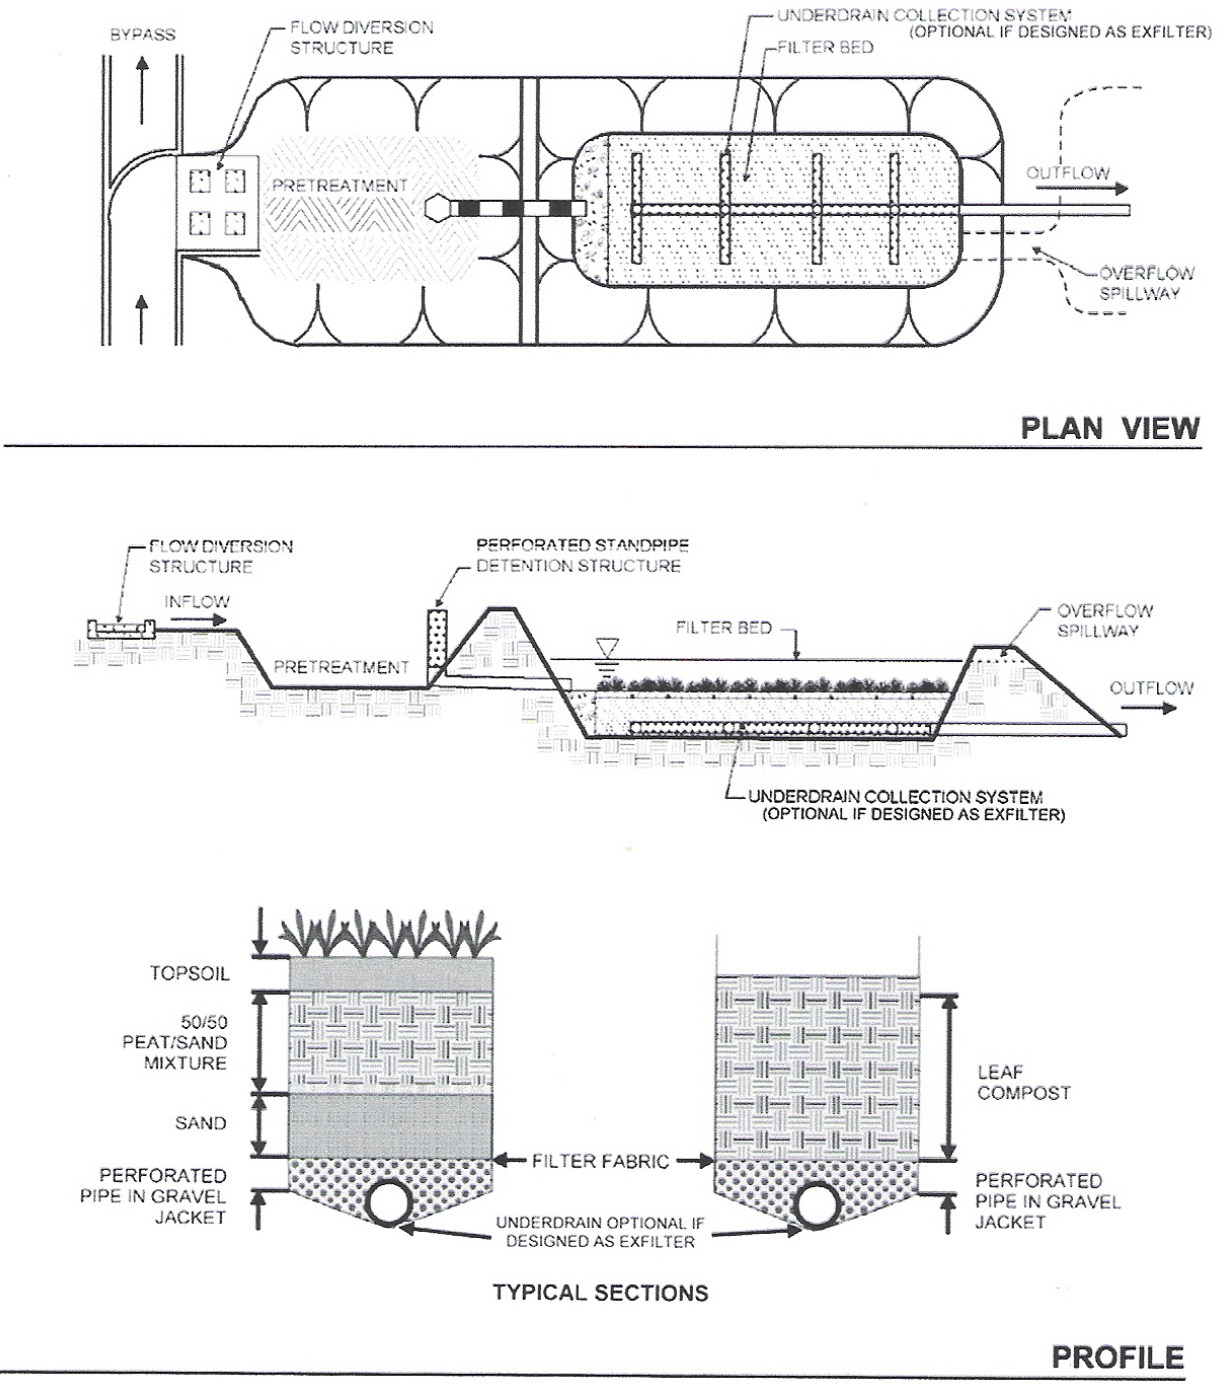 BYPASS
FLOW DIVERSION
STRUCTURE
UNDERDRAIN COLLECTION SYSTEM
(OPTIONAL IF DESIGNED AS EXFILTER)
FILTER BED
PRETREATMENT
OUTFLOW
OVERFLOW
SPILLWAY
PLAN VIEW
FLOW DIVERSION
STRUCTURE
INFLOW
PERFORATED STANDPIPE
DETENTION STRUCTURE
PRETREATMENT
FILTER BED
OVERFLOW
SPILLWAY
OUTFLOW
UNDERDRAIN COLLECTION SYSTEM
(OPTIONAL IF DESIGNED AS EXFILTER)
TOPSOIL
50/50
PEAT/SAND
MIXTURE
SAND
PERFORATED
PIPE IN GRAVEL
JACKET
FILTER FABRIC
UNDERDRAIN OPTIONAL IF
DESIGNED AS EXFILTER
LEAF
COMPOST
PERFORATED
PIPE IN GRAVEL
JACKET
TYPICAL SECTIONS
PROFILE